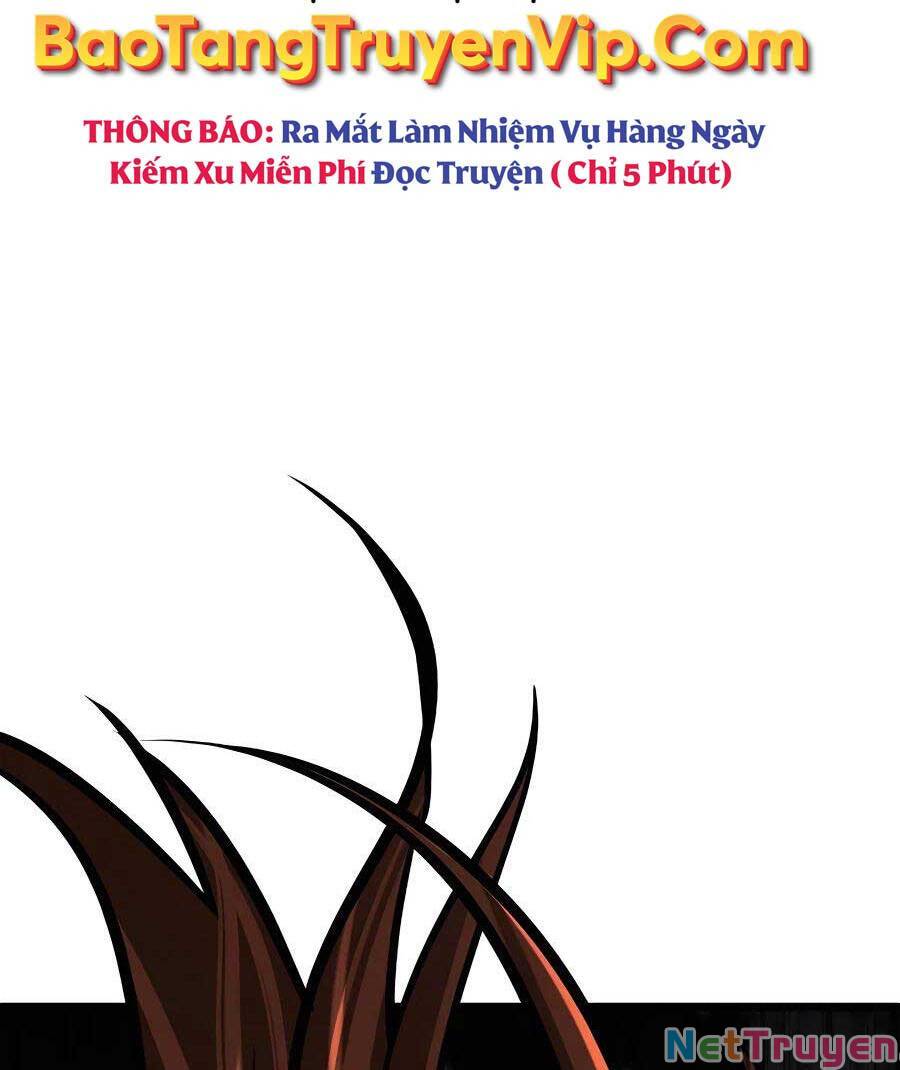 BaoTangTruyenVip.Com
THÔNG BÁO: Ra Mắt Làm Nhiệm Vụ Hàng Ngày
Kiếm Xu Miễn Phí Đọc Truyện ( Chỉ 5 Phút)
NetTruyen